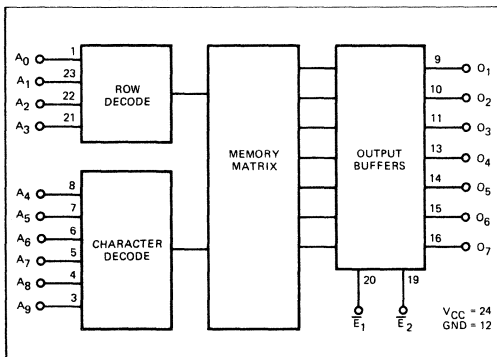 A0 1
A1 23
A2 22
A3 21
ROW
DECODE
A4 8
A5 7
A6 6
A7 5
A8 4
A9 3
CHARACTER
DECODE
MEMORY
MATRIX
OUTPUT
BUFFERS
9 O1
10 O2
11 O3
13 O4
14 O5
15 O6
16 O7
20 19
E̅1 E̅2
VCC = 24
GND = 12